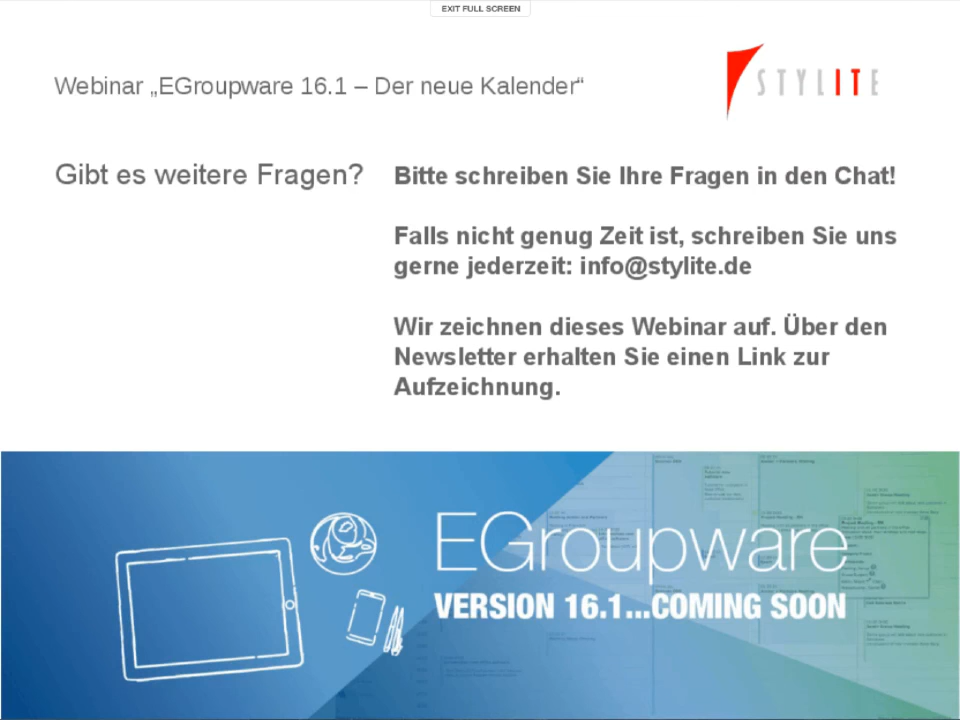 EXIT FULL SCREEN
Webinar „EGroupware 16.1 – Der neue Kalender“
STYLITE
Gibt es weitere Fragen?
Bitte schreiben Sie Ihre Fragen in den Chat!
Falls nicht genug Zeit ist, schreiben Sie uns
gerne jederzeit: info@stylite.de
Wir zeichnen dieses Webinar auf. Über den
Newsletter erhalten Sie einen Link zur
Aufzeichnung.
EGroupware
VERSION 16.1...COMING SOON